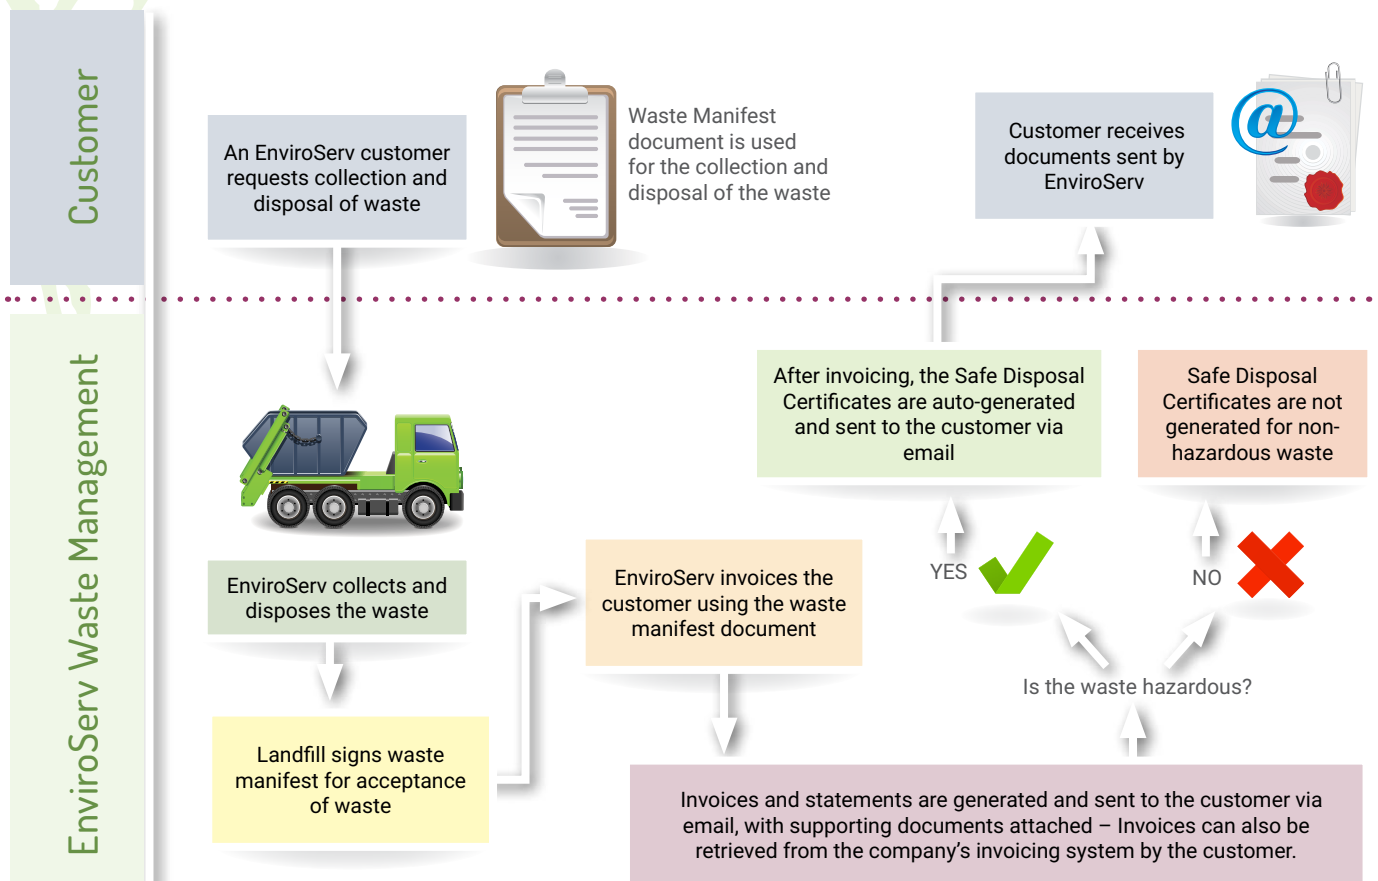 Customer
An EnviroServ customer
requests collection and
disposal of waste
Waste Manifest
document is used
for the collection and
disposal of the waste
Customer receives
documents sent by
EnviroServ
@
EnviroServ Waste Management
EnviroServ collects and
disposes the waste
Landfill signs waste
manifest for acceptance
of waste
EnviroServ invoices the
customer using the waste
manifest document
Invoices and statements are generated and sent to the customer via
email, with supporting documents attached – Invoices can also be
retrieved from the company’s invoicing system by the customer.
Is the waste hazardous?
YES
NO
After invoicing, the Safe Disposal
Certificates are auto-generated
and sent to the customer via
email
Safe Disposal
Certificates are not
generated for non-
hazardous waste